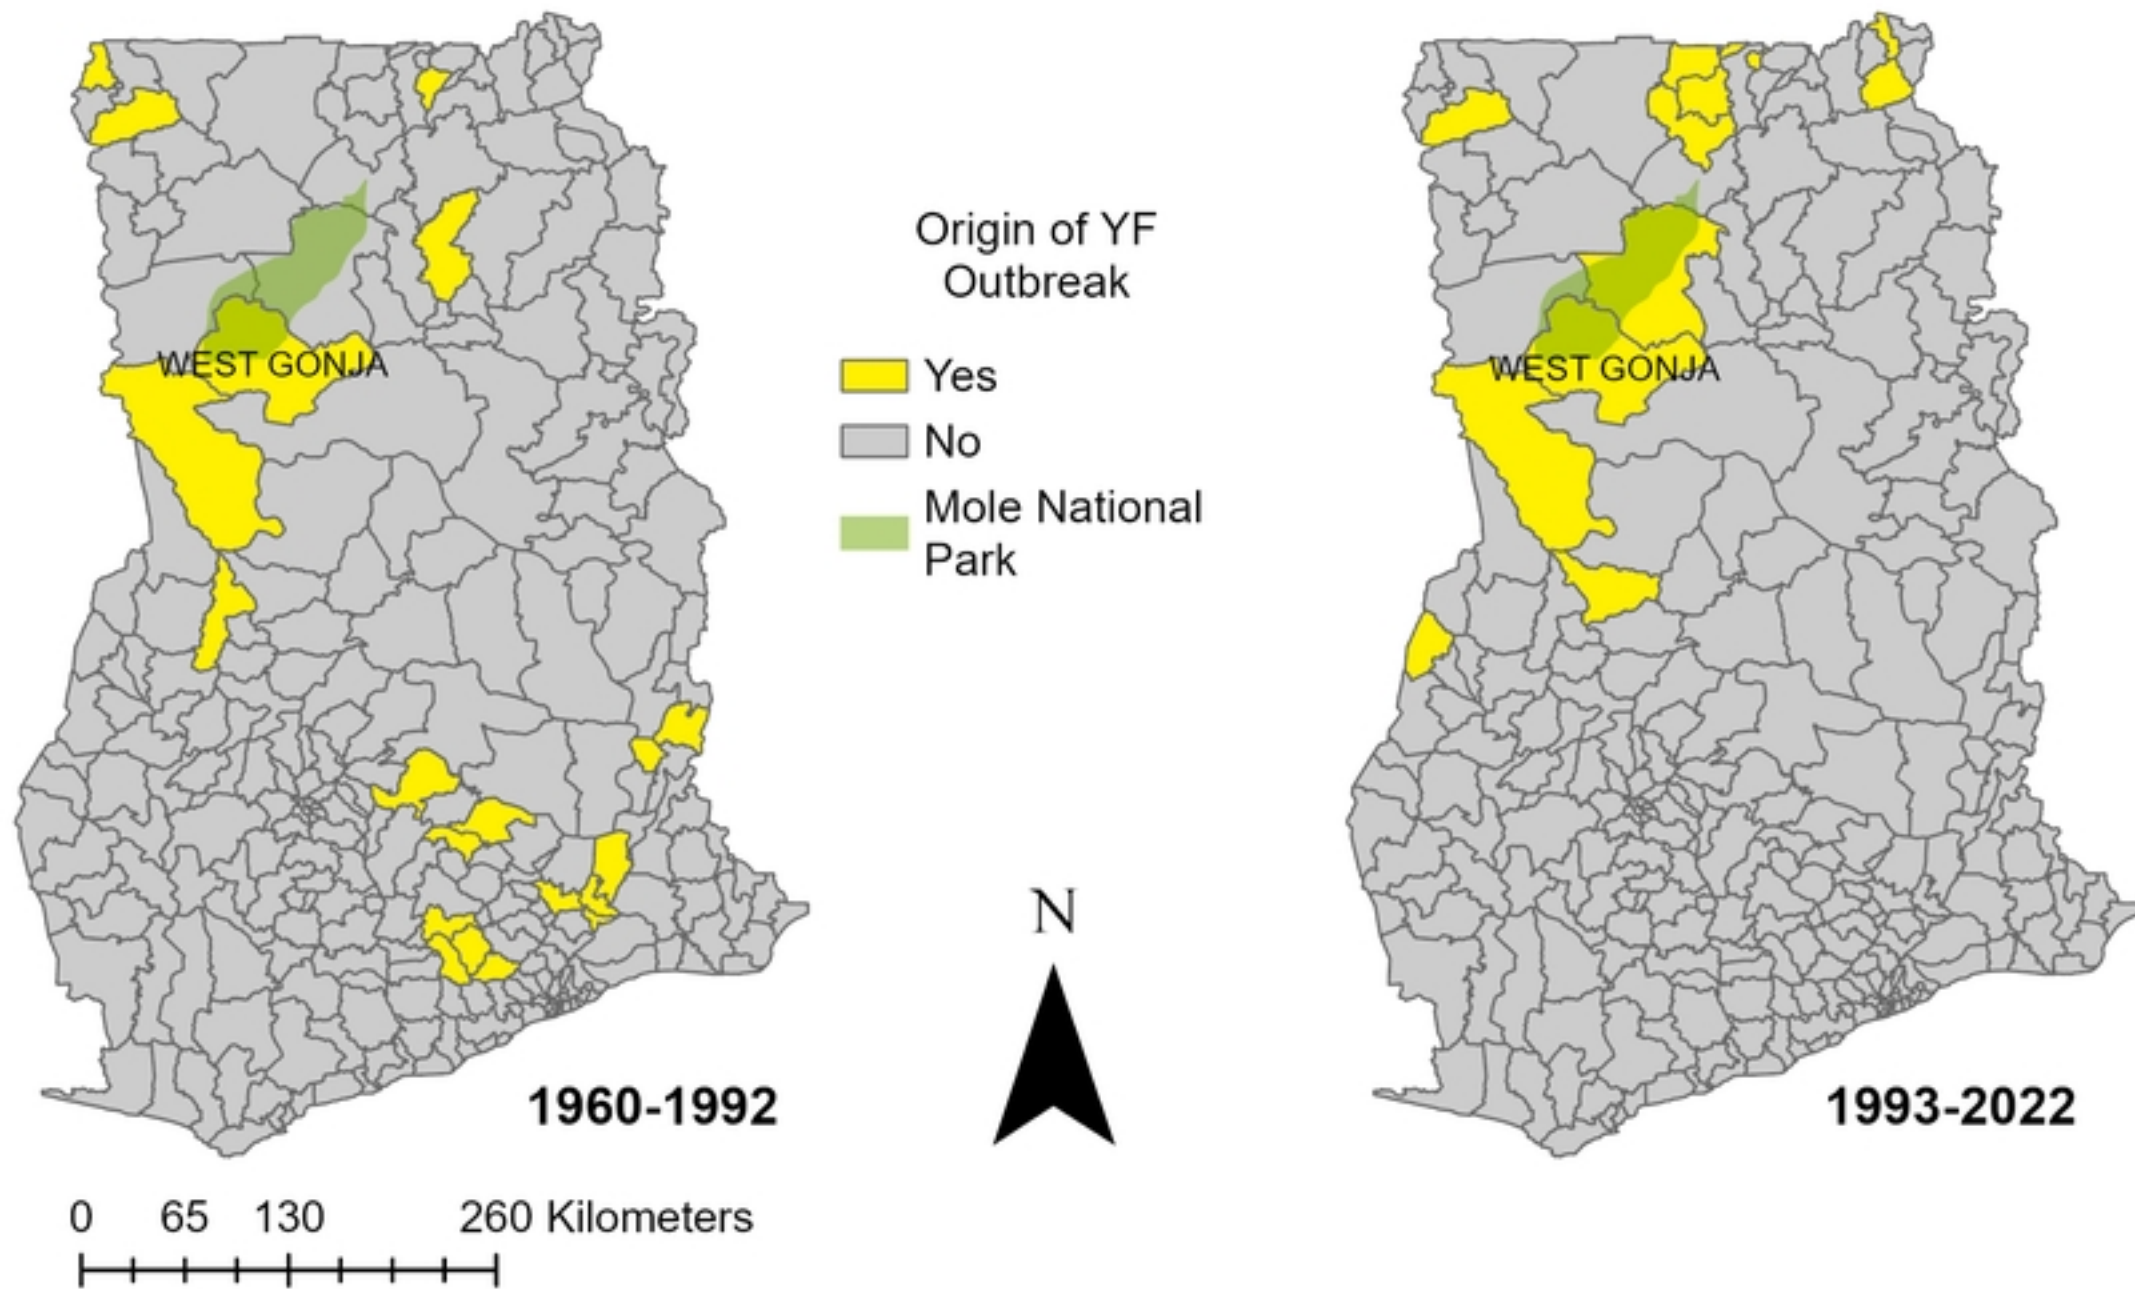 Origin of YF
Outbreak
Yes
No
Mole National
Park
WEST GONJA
WEST GONJA
N
1960-1992
1993-2022
0 65 130 260 Kilometers